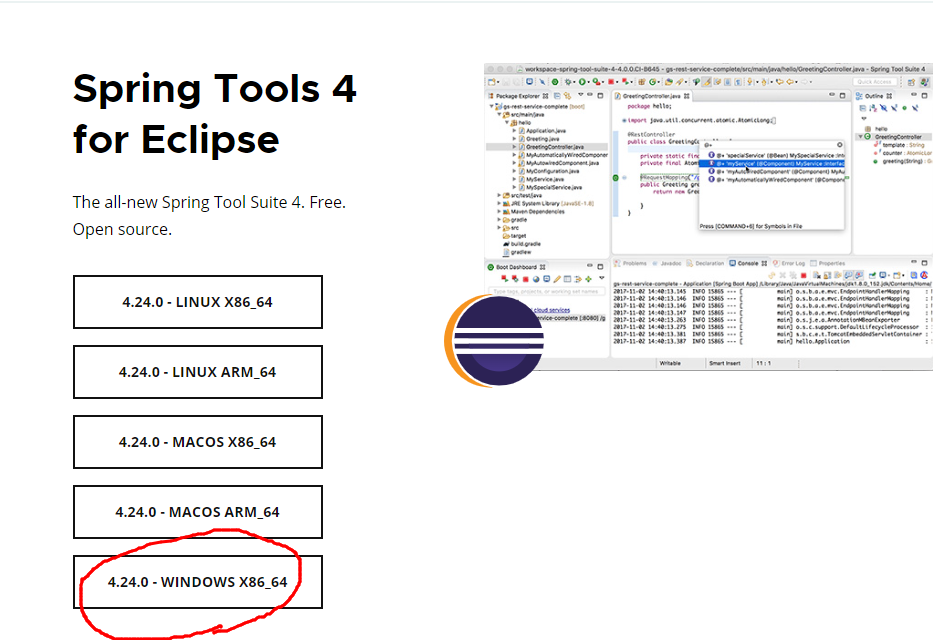 Spring Tools 4
for Eclipse
The all-new Spring Tool Suite 4. Free.
Open source.
4.24.0 - LINUX X86_64
4.24.0 - LINUX ARM_64
4.24.0 - MACOS X86_64
4.24.0 - MACOS ARM_64
4.24.0 - WINDOWS X86_64
workspace-spring-tool-suite-4-4.0.0.CI-B645 - gs-rest-service-complete/src/main/java/hello/GreetingController.java - Spring Tool Suite 4
Quick Access
Package Explorer
gs-rest-service-complete [boot]
src/main/java
hello
Application.java
Greeting.java
GreetingController.java
MyAutomaticallyWiredComponent
MyAutowiredComponent.java
MyConfiguration.java
MyService.java
MySpecialService.java
src/test/java
JRE System Library [JavaSE-1.8]
Maven Dependencies
gradle
src
target
build.gradle
gradlew
GreetingController.java
package hello;
import java.util.concurrent.atomic.AtomicLong;
@RestController
public class GreetingCont
private static fina
private final Atom
@RequestMapping("/g
public Greeting gre
return new Gree
}
}
@+
@+ 'specialService' (@Bean) MySpecialService
@+ 'myService' (@Component) MyService
@+ 'myAutowiredComponent' (@Component) MyAu
@+ 'myAutomaticallyWiredComponent' (@Compon
Press [COMMAND+6] for Symbols in File
Outline
hello
GreetingController
template : String
counter : AtomicLor
greeting(String) : G
Boot Dashboard
Type tags, projects, or working set names
cloud services
service-complete [:8080]
Problems
Javadoc
Declaration
Console
Error Log
Properties
gs-rest-service-complete - Application [Spring Boot App] /Library/Java/JavaVirtualMachines/jdk1.8.0_152.jdk/Contents/Home/
2017-11-02 14:40:13.145 INFO 15865 --- [ main] o.s.b.a.e.mvc.EndpointHandlerMapping
2017-11-02 14:40:13.146 INFO 15865 --- [ main] o.s.b.a.e.mvc.EndpointHandlerMapping
2017-11-02 14:40:13.146 INFO 15865 --- [ main] o.s.b.a.e.mvc.EndpointHandlerMapping
2017-11-02 14:40:13.147 INFO 15865 --- [ main] o.s.b.a.e.mvc.EndpointHandlerMapping
2017-11-02 14:40:13.263 INFO 15865 --- [ main] o.s.j.e.a.AnnotationMBeanExporter
2017-11-02 14:40:13.275 INFO 15865 --- [ main] o.s.c.support.DefaultLifecycleProcessor
2017-11-02 14:40:13.381 INFO 15865 --- [ main] s.b.c.e.t.TomcatEmbeddedServletContainer
2017-11-02 14:40:13.387 INFO 15865 --- [ main] hello.Application
Writable
Smart Insert
11 : 1